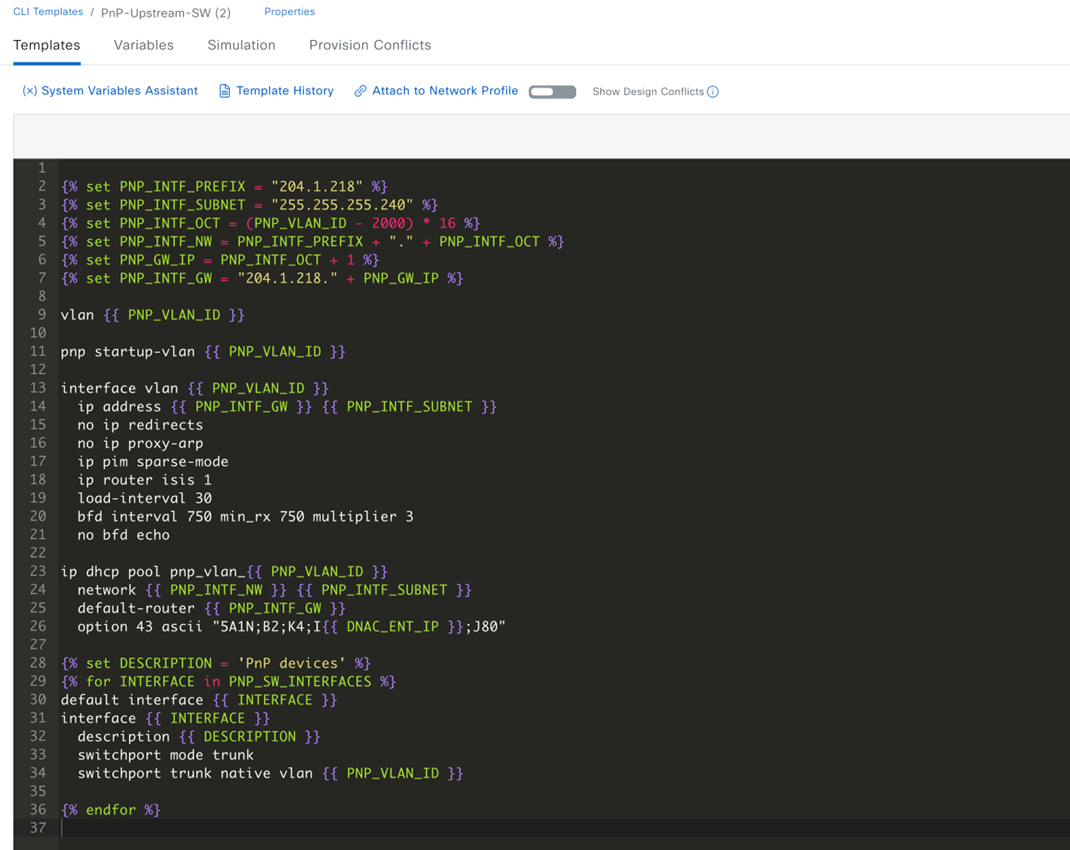 CLI Templates / PnP-Upstream-SW (2) Properties
Templates Variables Simulation Provision Conflicts
(×) System Variables Assistant Template History Attach to Network Profile Show Design Conflicts
1
2 {% set PNP_INTF_PREFIX = "204.1.218" %}
3 {% set PNP_INTF_SUBNET = "255.255.255.240" %}
4 {% set PNP_INTF_OCT = (PNP_VLAN_ID - 2000) * 16 %}
5 {% set PNP_INTF_NW = PNP_INTF_PREFIX + "." + PNP_INTF_OCT %}
6 {% set PNP_GW_IP = PNP_INTF_OCT + 1 %}
7 {% set PNP_INTF_GW = "204.1.218." + PNP_GW_IP %}
8
9 vlan {{ PNP_VLAN_ID }}
10
11 pnp startup-vlan {{ PNP_VLAN_ID }}
12
13 interface vlan {{ PNP_VLAN_ID }}
14 ip address {{ PNP_INTF_GW }} {{ PNP_INTF_SUBNET }}
15 no ip redirects
16 no ip proxy-arp
17 ip pim sparse-mode
18 ip router isis 1
19 load-interval 30
20 bfd interval 750 min_rx 750 multiplier 3
21 no bfd echo
22
23 ip dhcp pool pnp_vlan_{{ PNP_VLAN_ID }}
24 network {{ PNP_INTF_NW }} {{ PNP_INTF_SUBNET }}
25 default-router {{ PNP_INTF_GW }}
26 option 43 ascii "5A1N;B2;K4;I{{ DNAC_ENT_IP }};J80"
27
28 {% set DESCRIPTION = 'PnP devices' %}
29 {% for INTERFACE in PNP_SW_INTERFACES %}
30 default interface {{ INTERFACE }}
31 interface {{ INTERFACE }}
32 description {{ DESCRIPTION }}
33 switchport mode trunk
34 switchport trunk native vlan {{ PNP_VLAN_ID }}
35
36 {% endfor %}
37